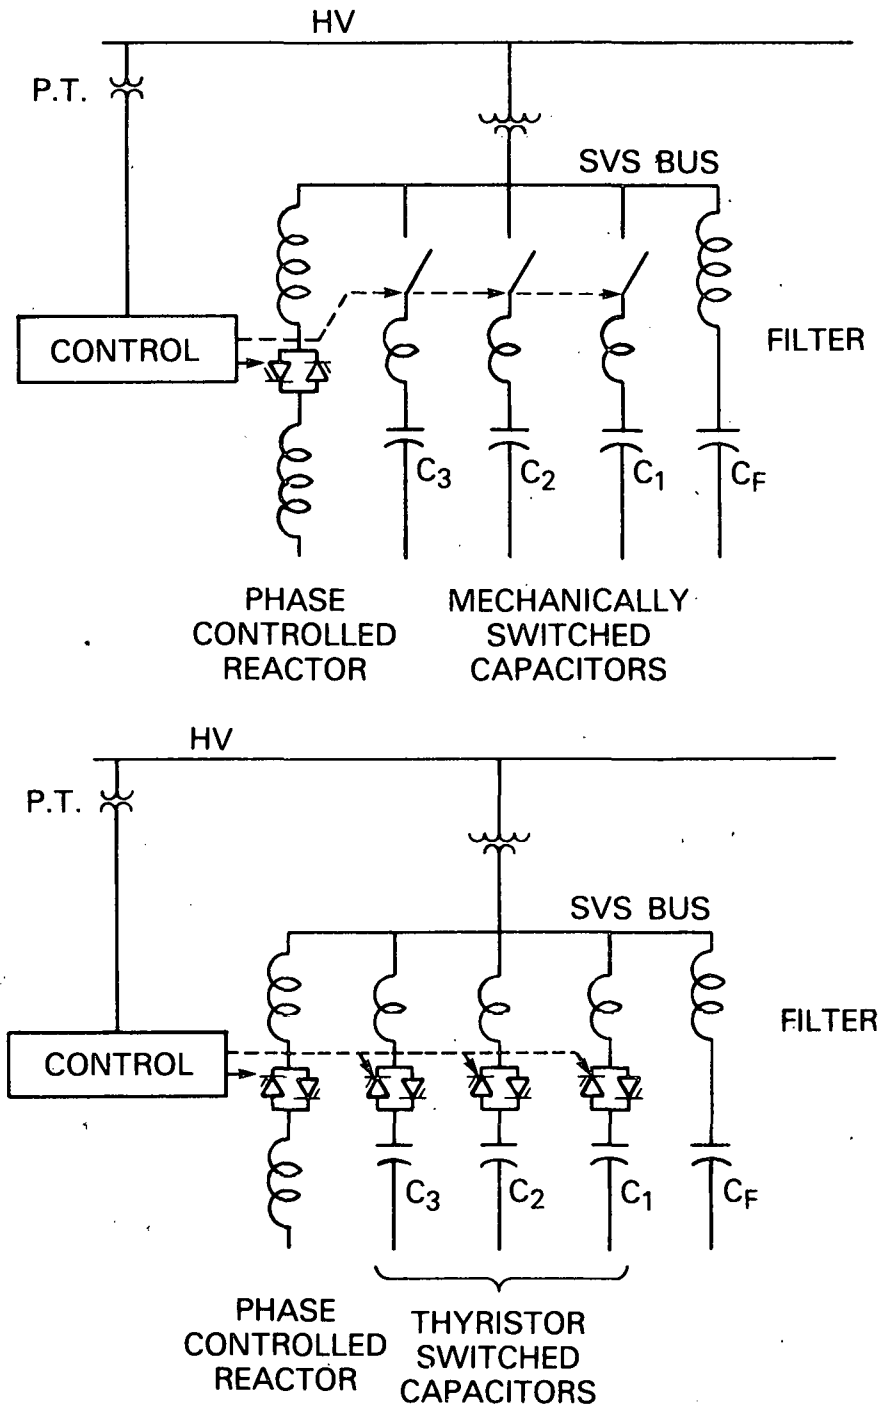 HV
P.T.
SVS BUS
CONTROL
FILTER
C3
C2
C1
CF
PHASE
CONTROLLED
REACTOR
MECHANICALLY
SWITCHED
CAPACITORS
HV
P.T.
SVS BUS
CONTROL
FILTER
C3
C2
C1
CF
PHASE
CONTROLLED
REACTOR
THYRISTOR
SWITCHED
CAPACITORS